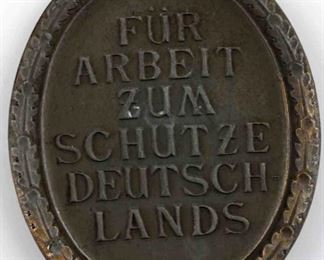 FÜR
ARBEIT
ZUM
SCHUTZE
DEUTSCH-
LANDS